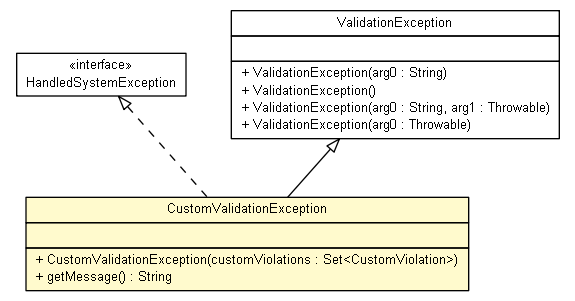 ValidationException
+ ValidationException(arg0 : String)
+ ValidationException()
+ ValidationException(arg0 : String, arg1 : Throwable)
+ ValidationException(arg0 : Throwable)
«interface»
HandledSystemException
CustomValidationException
+ CustomValidationException(customViolations : Set<CustomViolation>)
+ getMessage() : String